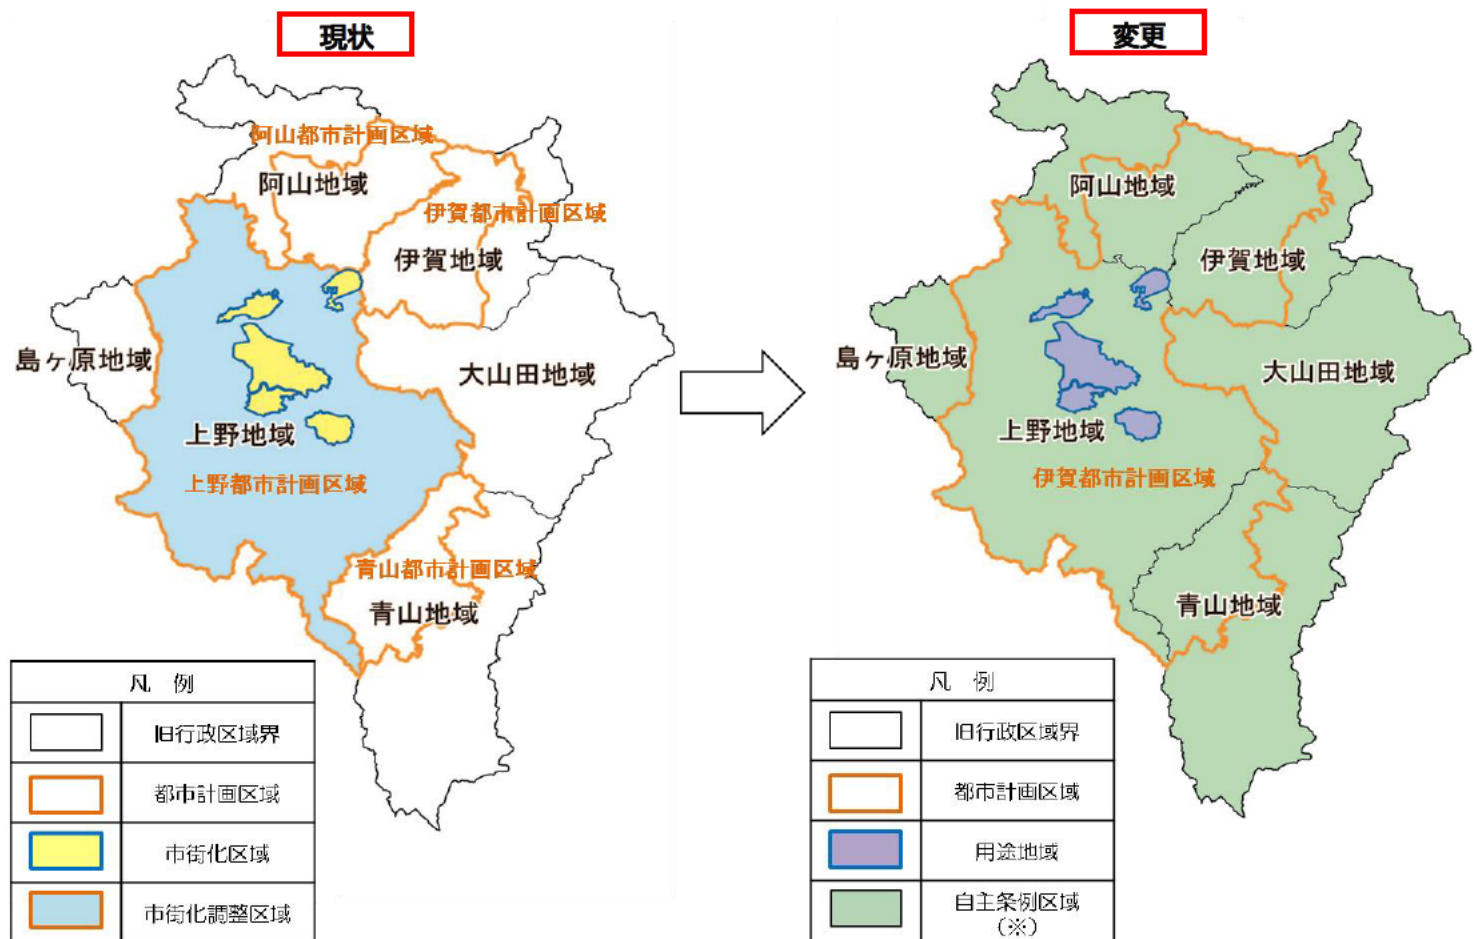 現状
阿山都市計画区域
阿山地域
伊賀都市計画区域
伊賀地域
島ヶ原地域
大山田地域
上野地域
上野都市計画区域
青山都市計画区域
青山地域
凡 例
旧行政区域界
都市計画区域
市街化区域
市街化調整区域
変更
阿山地域
伊賀地域
島ヶ原地域
大山田地域
上野地域
伊賀都市計画区域
青山地域
凡 例
旧行政区域界
都市計画区域
用途地域
自主条例区域
(※)